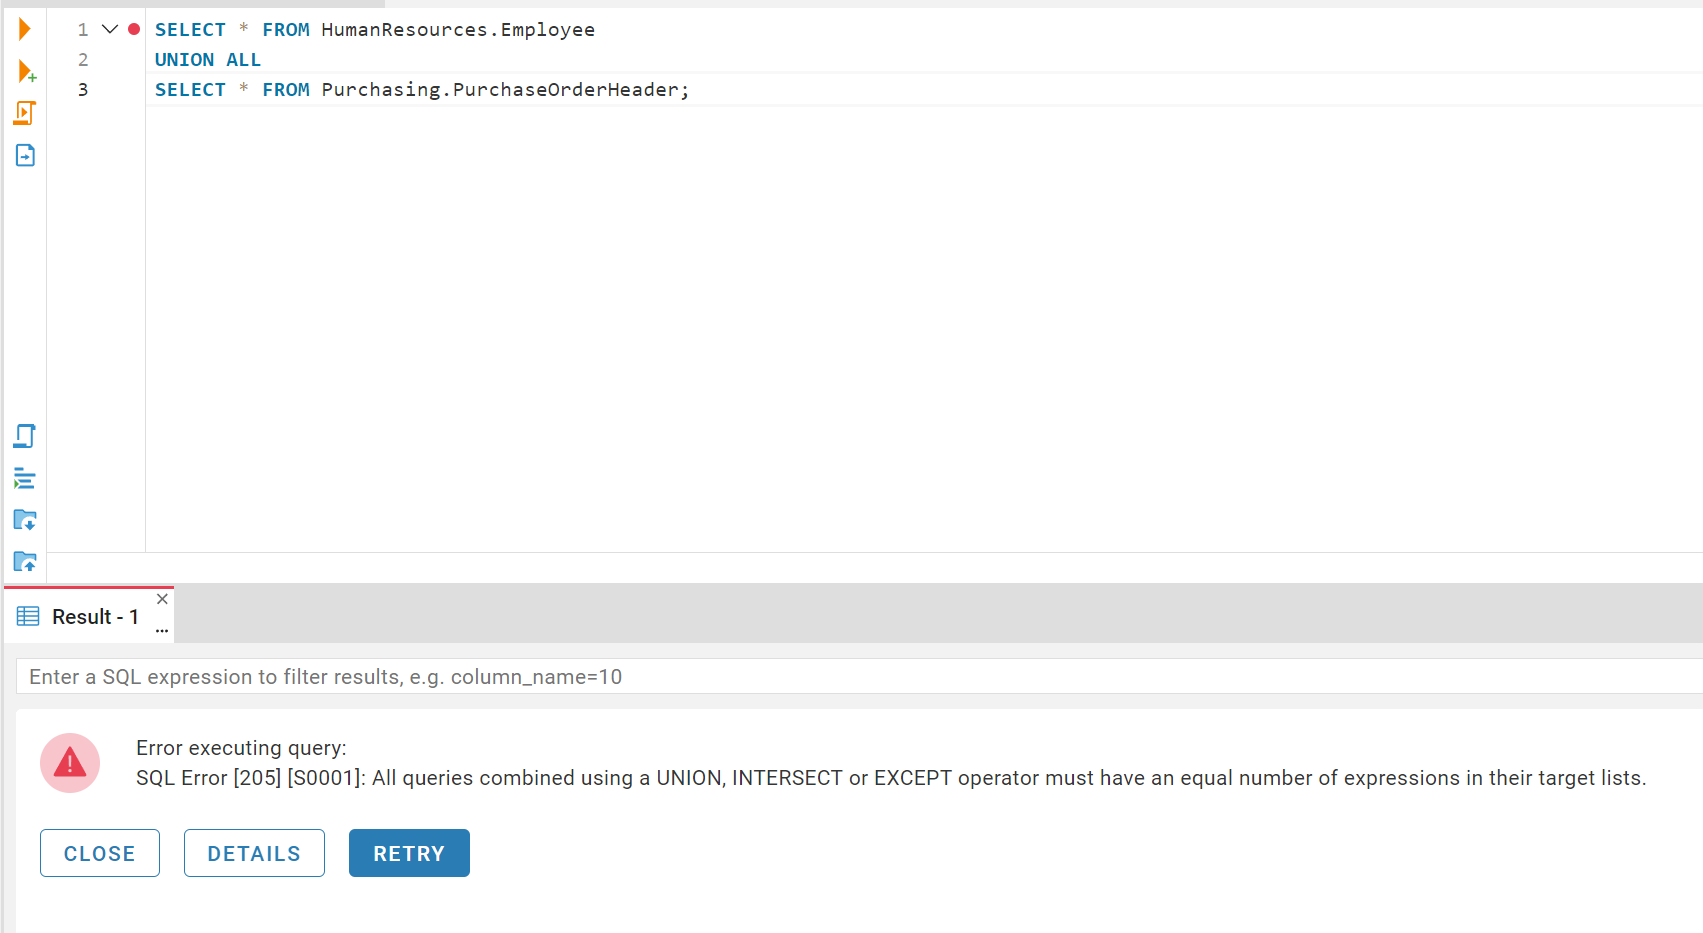 1 SELECT * FROM HumanResources.Employee
2 UNION ALL
3 SELECT * FROM Purchasing.PurchaseOrderHeader;
Result - 1
...
Enter a SQL expression to filter results, e.g. column_name=10
Error executing query:
SQL Error [205] [S0001]: All queries combined using a UNION, INTERSECT or EXCEPT operator must have an equal number of expressions in their target lists.
CLOSE DETAILS RETRY